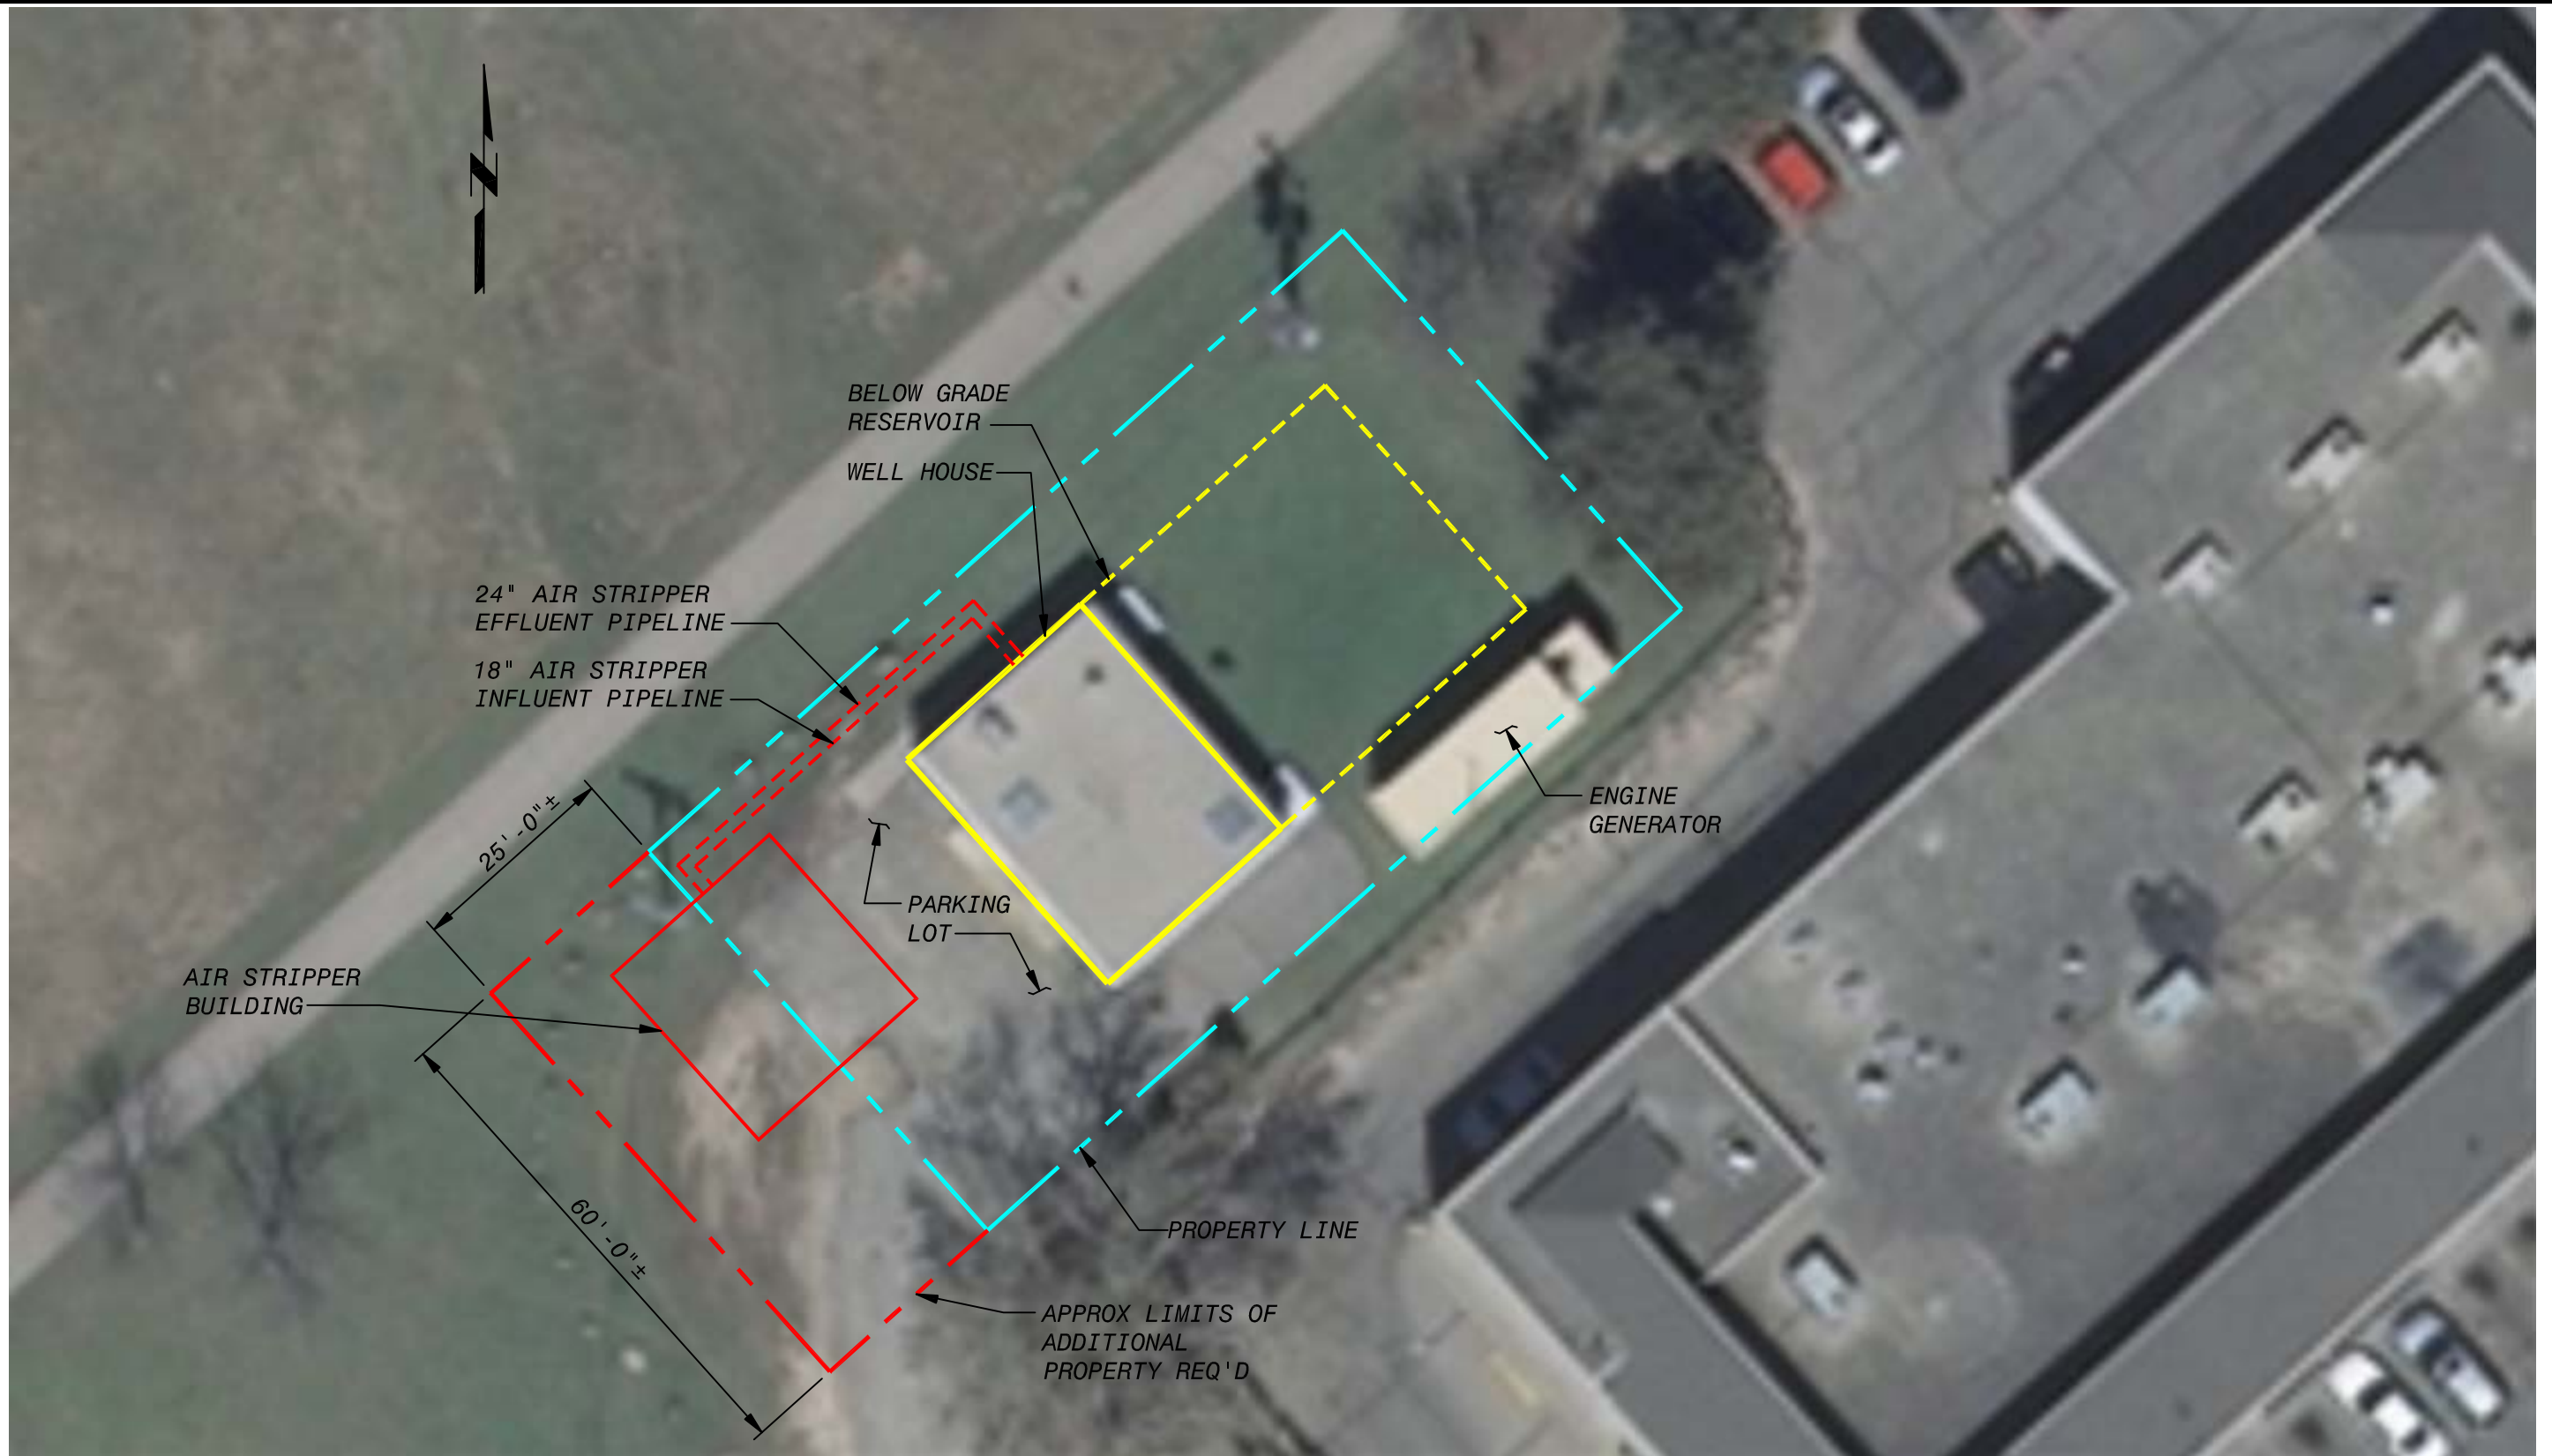 N
BELOW GRADE
RESERVOIR
WELL HOUSE
24" AIR STRIPPER
EFFLUENT PIPELINE
18" AIR STRIPPER
INFLUENT PIPELINE
25'-0"±
ENGINE
GENERATOR
PARKING
LOT
AIR STRIPPER
BUILDING
60'-0"±
PROPERTY LINE
APPROX LIMITS OF
ADDITIONAL
PROPERTY REQ'D